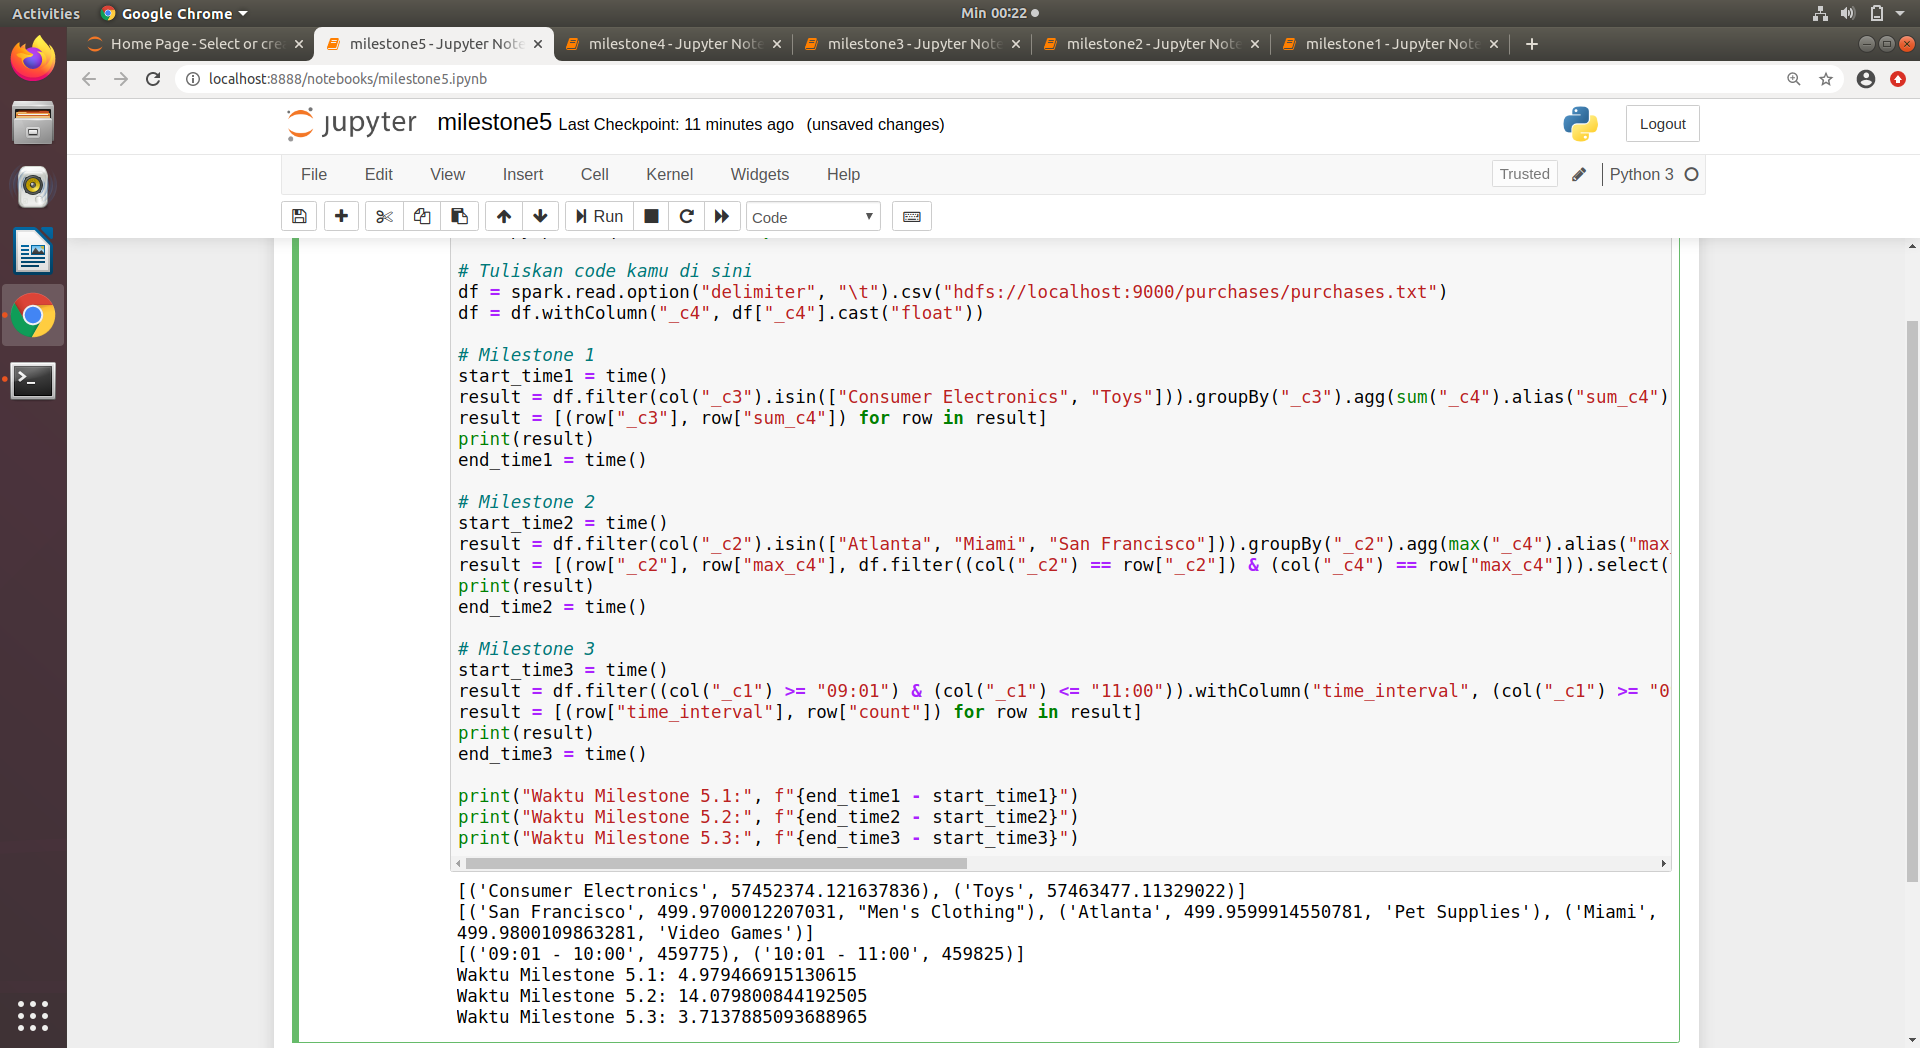 Activities
Google Chrome
Min 00:22
Home Page - Select or cre
milestone5 - Jupyter Note
milestone4 - Jupyter Note
milestone3 - Jupyter Note
milestone2 - Jupyter Note
milestone1 - Jupyter Note
localhost:8888/notebooks/milestone5.ipynb
jupyter
milestone5 Last Checkpoint: 11 minutes ago (unsaved changes)
Logout
File Edit View Insert Cell Kernel Widgets Help
Trusted
Python 3
Run
Code
# Tuliskan code kamu di sini
df = spark.read.option("delimiter", "\t").csv("hdfs://localhost:9000/purchases/purchases.txt")
df = df.withColumn("_c4", df["_c4"].cast("float"))
# Milestone 1
start_time1 = time()
result = df.filter(col("_c3").isin(["Consumer Electronics", "Toys"])).groupBy("_c3").agg(sum("_c4").alias("sum_c4")
result = [(row["_c3"], row["sum_c4"]) for row in result]
print(result)
end_time1 = time()
# Milestone 2
start_time2 = time()
result = df.filter(col("_c2").isin(["Atlanta", "Miami", "San Francisco"])).groupBy("_c2").agg(max("_c4").alias("max_
result = [(row["_c2"], row["max_c4"], df.filter((col("_c2") == row["_c2"]) & (col("_c4") == row["max_c4"])).select(
print(result)
end_time2 = time()
# Milestone 3
start_time3 = time()
result = df.filter((col("_c1") >= "09:01") & (col("_c1") <= "11:00")).withColumn("time_interval", (col("_c1") >= "0
result = [(row["time_interval"], row["count"]) for row in result]
print(result)
end_time3 = time()
print("Waktu Milestone 5.1:", f"{end_time1 - start_time1}")
print("Waktu Milestone 5.2:", f"{end_time2 - start_time2}")
print("Waktu Milestone 5.3:", f"{end_time3 - start_time3}")
[('Consumer Electronics', 57452374.121637836), ('Toys', 57463477.11329022)]
[('San Francisco', 499.9700012207031, "Men's Clothing"), ('Atlanta', 499.9599914550781, 'Pet Supplies'), ('Miami',
499.9800109863281, 'Video Games')]
[('09:01 - 10:00', 459775), ('10:01 - 11:00', 459825)]
Waktu Milestone 5.1: 4.979466915130615
Waktu Milestone 5.2: 14.079800844192505
Waktu Milestone 5.3: 3.7137885093688965